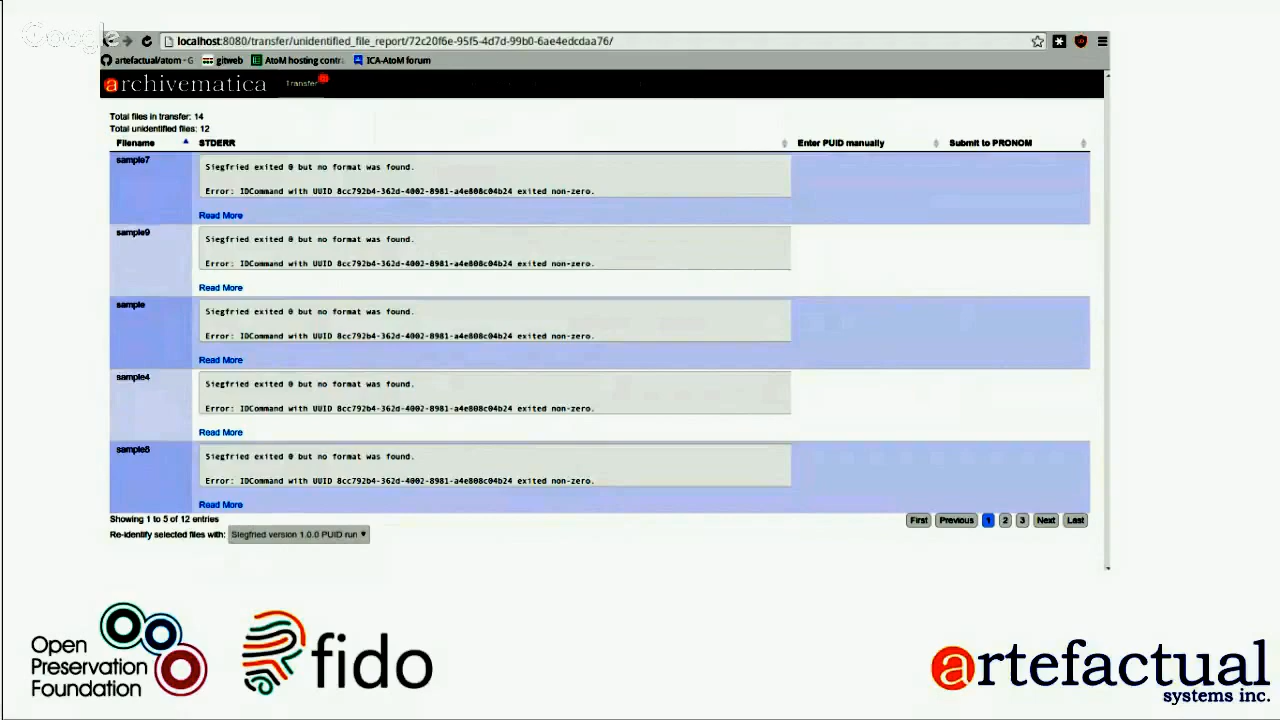 Google
localhost:8080/transfer/unidentified_file_report/72c20f6e-95f5-4d7d-99b0-6ae4edcdaa76/
artefactual/atom - G gitweb AtoM hosting contr ICA-AtoM forum
archivematica Transfer
Total files in transfer: 14
Total unidentified files: 12
Filename STDERR Enter PUID manually Submit to PRONOM
sample7
Siegfried exited 0 but no format was found.
Error: IDCommand with UUID 8cc792b4-362d-4002-8981-a4e808c04b24 exited non-zero.
Read More
sample9
Siegfried exited 0 but no format was found.
Error: IDCommand with UUID 8cc792b4-362d-4002-8981-a4e808c04b24 exited non-zero.
Read More
sample
Siegfried exited 0 but no format was found.
Error: IDCommand with UUID 8cc792b4-362d-4002-8981-a4e808c04b24 exited non-zero.
Read More
sample4
Siegfried exited 0 but no format was found.
Error: IDCommand with UUID 8cc792b4-362d-4002-8981-a4e808c04b24 exited non-zero.
Read More
Siegfried exited 0 but no format was found.
Error: IDCommand with UUID 8cc792b4-362d-4002-8981-a4e808c04b24 exited non-zero.
Read More
Showing 1 to 5 of 12 entries First Previous 1 2 3 Next Last
Re-identify selected files with: Siegfried version 1.0.0 PUID run
Open
Preservation
Foundation
fido
artefactual
systems inc.